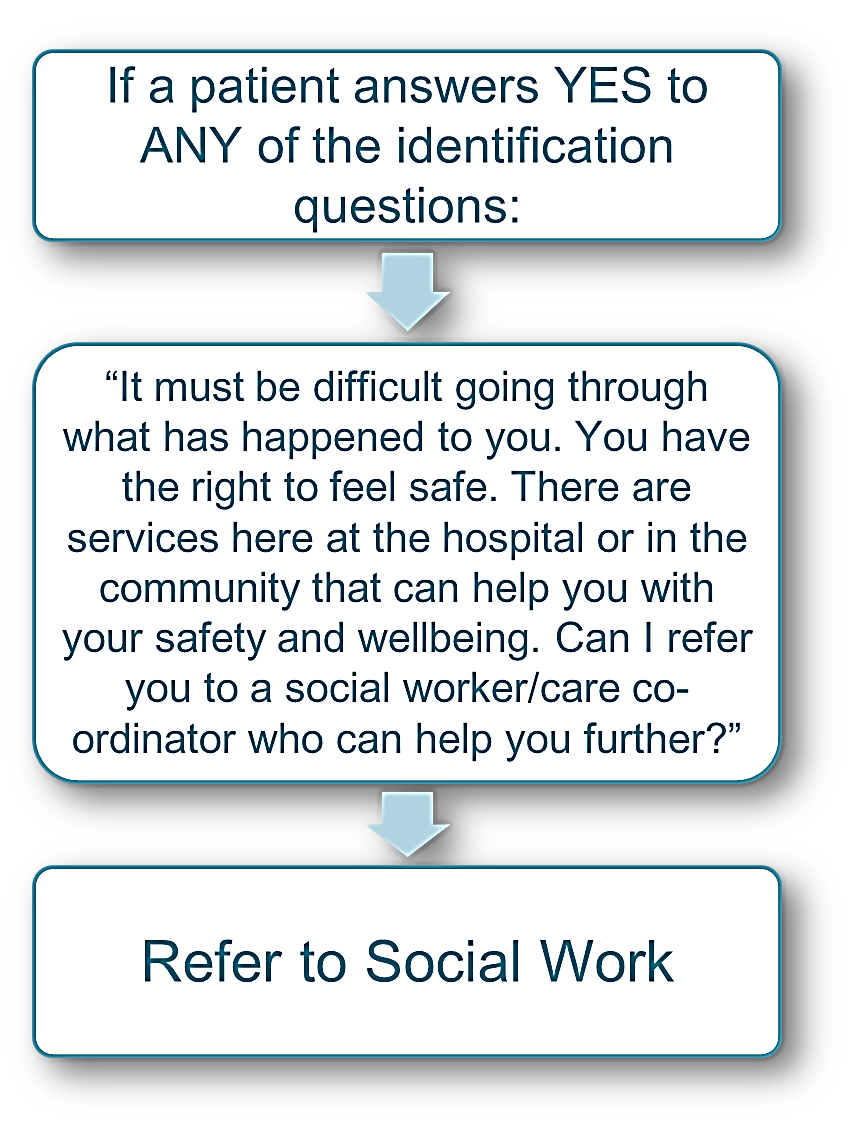 If a patient answers YES to
ANY of the identification
questions:
“It must be difficult going through
what has happened to you. You have
the right to feel safe. There are
services here at the hospital or in the
community that can help you with
your safety and wellbeing. Can I refer
you to a social worker/care co-
ordinator who can help you further?”
Refer to Social Work